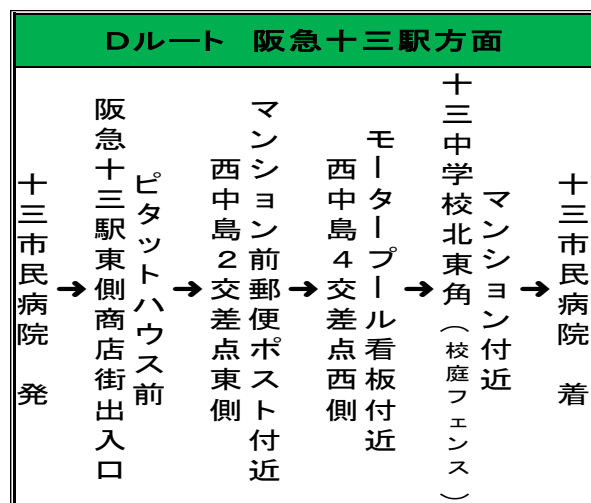 Dルート 阪急十三駅方面
十三市民病院 発
→
阪急十三駅東側商店街出入口
ピタットハウス前
→
西中島2交差点東側
マンション前郵便ポスト付近
→
西中島4交差点西側
モータープール看板付近
→
十三中学校北東角(校庭フェンス)
マンション付近
→
十三市民病院 着